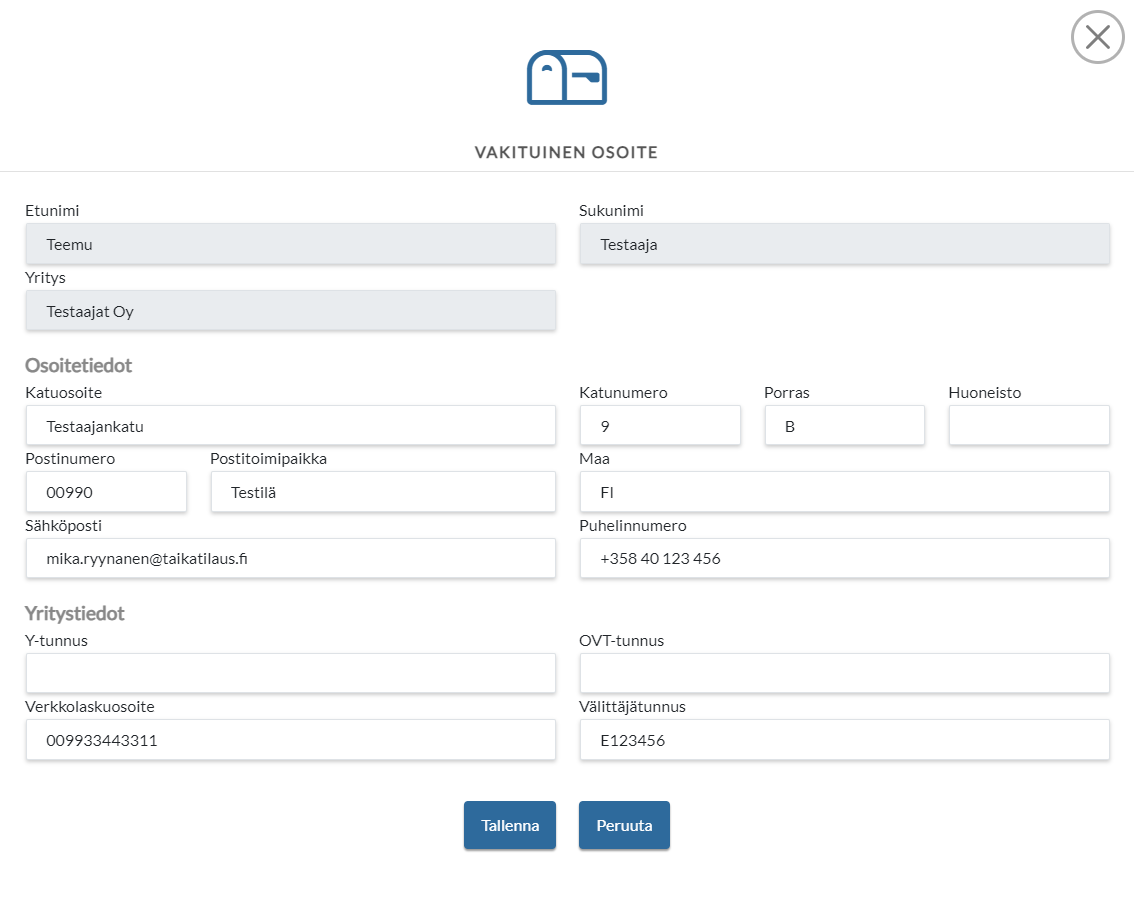 VAKITUINEN OSOITE
Etunimi
Sukunimi
Teemu
Testaaja
Yritys
Testaajat Oy
Osoitetiedot
Katuosoite
Katunumero
Porras
Huoneisto
Testaajankatu
9
B
Postinumero
Postitoimipaikka
Maa
00990
Testilä
FI
Sähköposti
Puhelinnumero
mika.ryynanen@taikatilaus.fi
+358 40 123 456
Yritystiedot
Y-tunnus
OVT-tunnus
Verkkolaskuosoite
Välittäjätunnus
009933443311
E123456
Tallenna
Peruuta